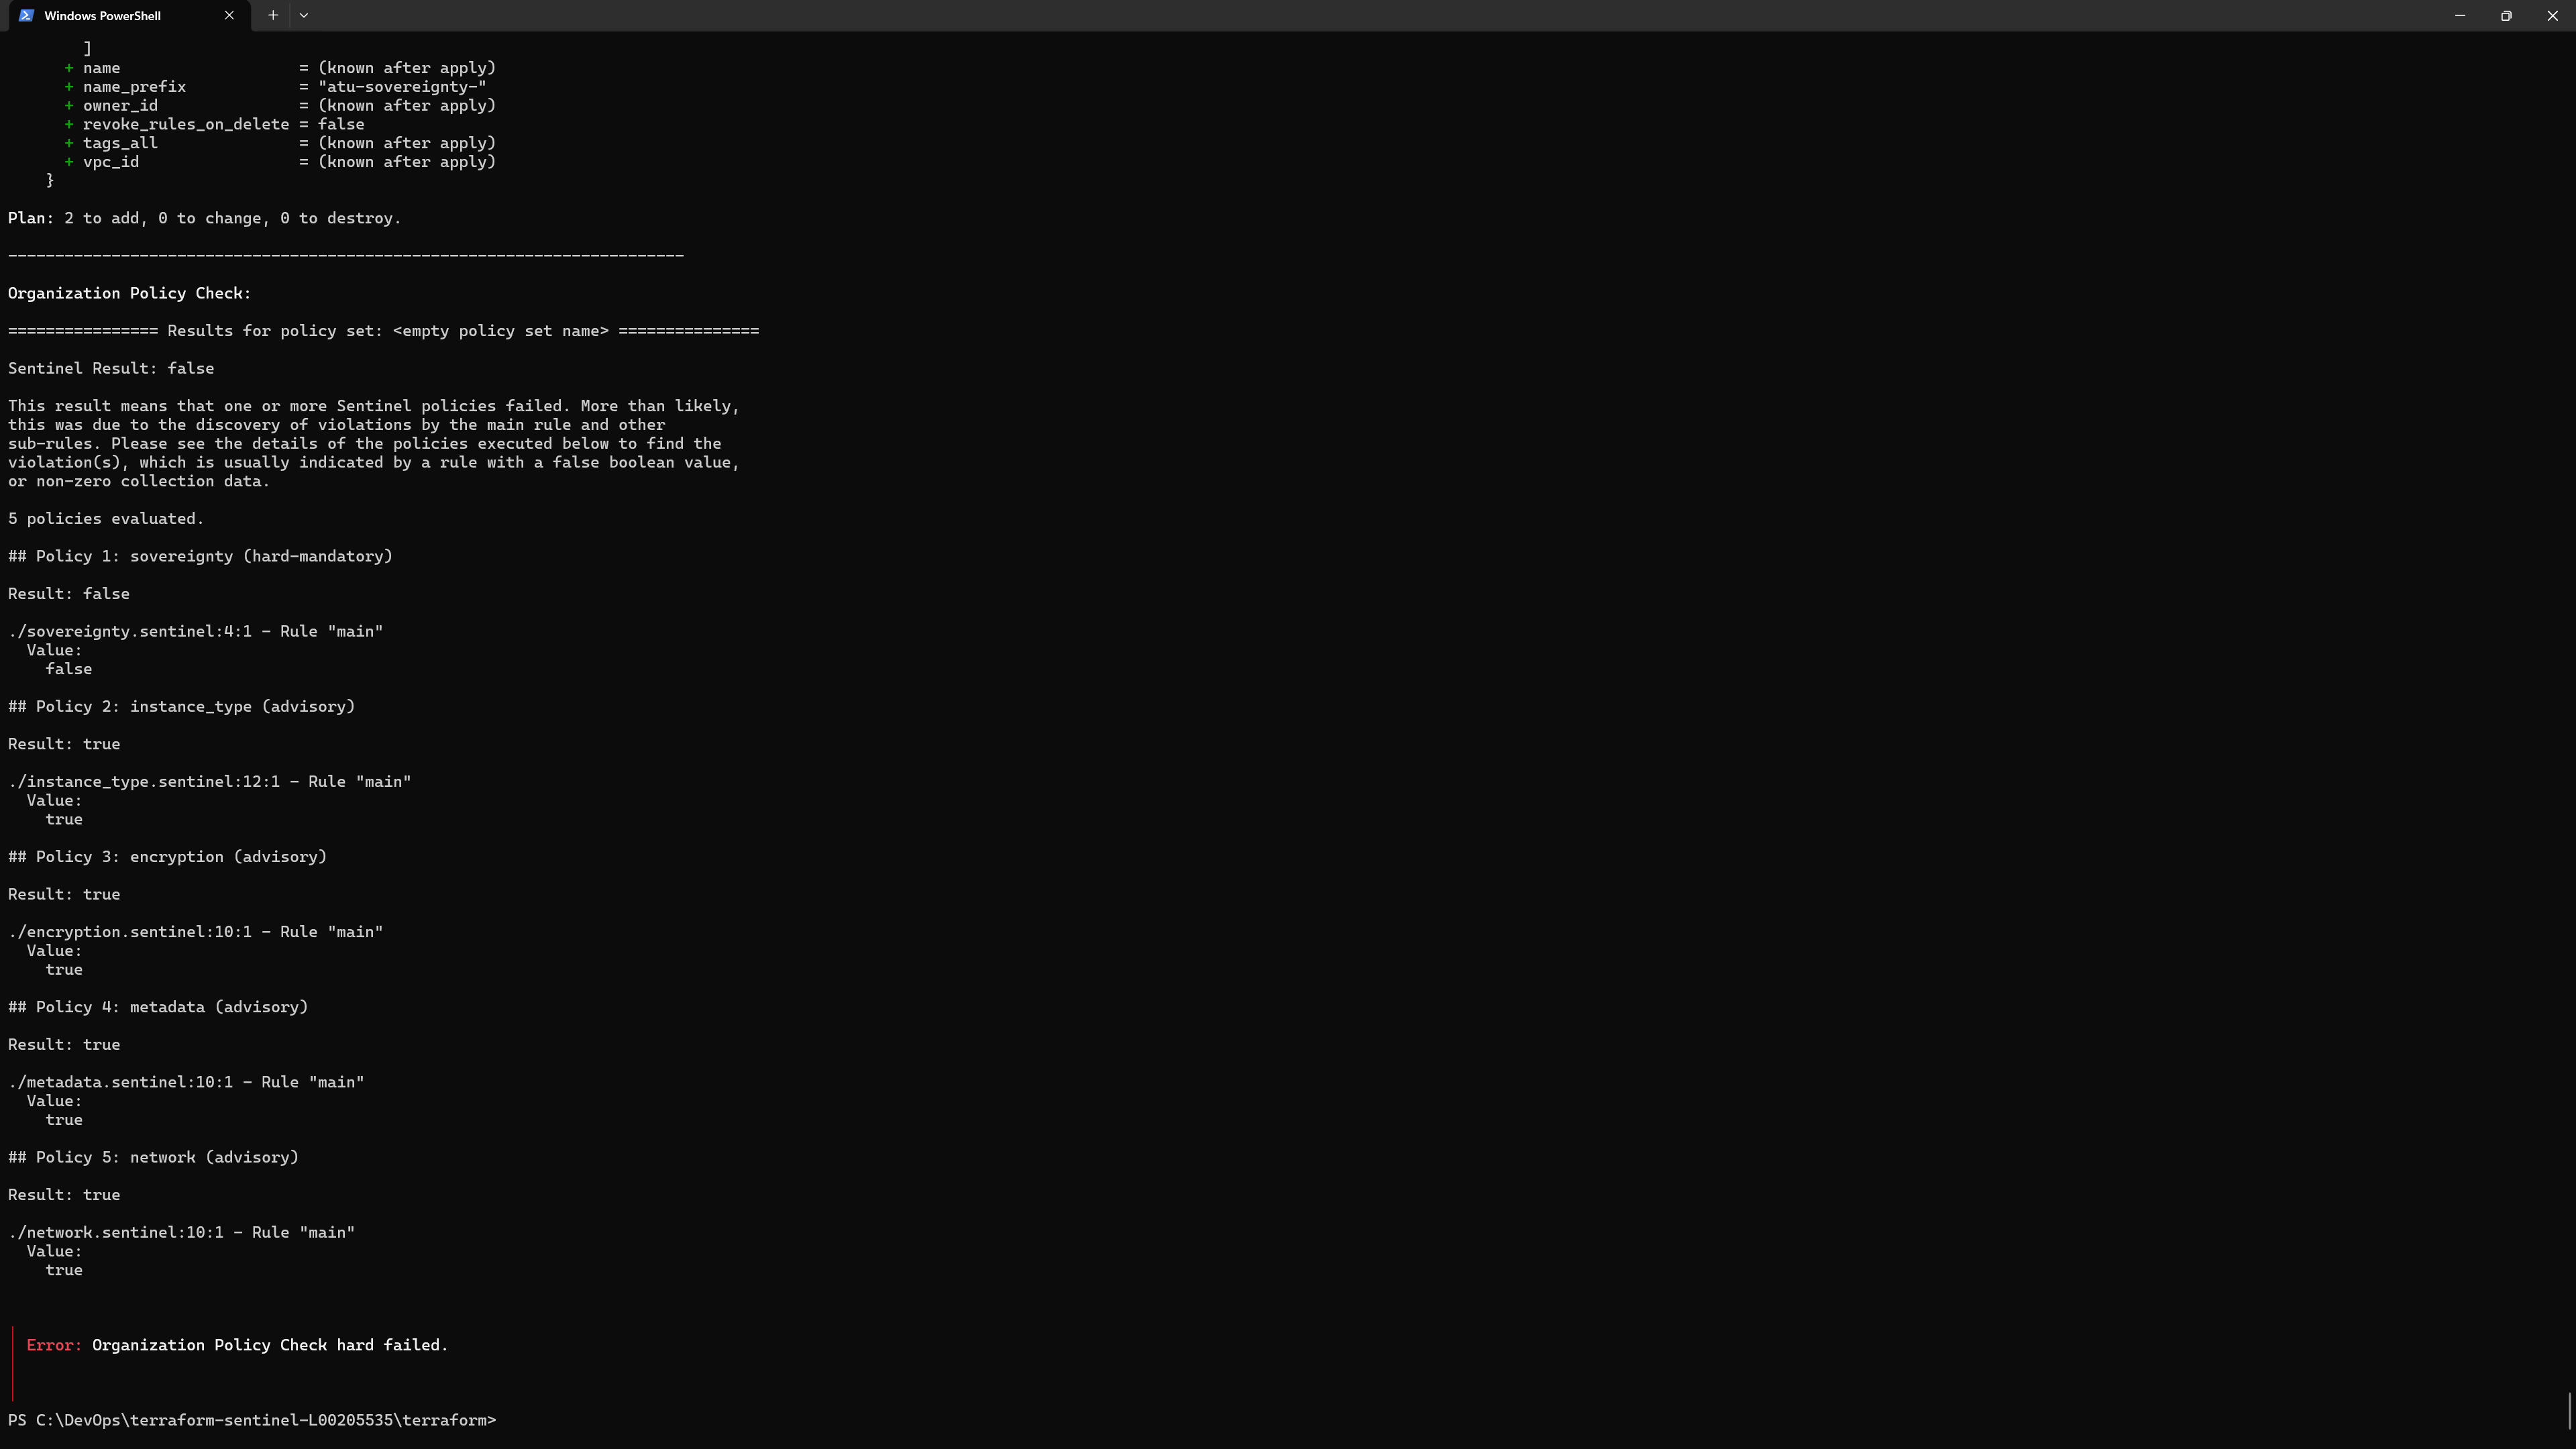 Windows PowerShell
]
+ name = (known after apply)
+ name_prefix = "atu-sovereignty-"
+ owner_id = (known after apply)
+ revoke_rules_on_delete = false
+ tags_all = (known after apply)
+ vpc_id = (known after apply)
}
Plan: 2 to add, 0 to change, 0 to destroy.
------------------------------------------------------------------------
Organization Policy Check:
================ Results for policy set: <empty policy set name> ===============
Sentinel Result: false
This result means that one or more Sentinel policies failed. More than likely,
this was due to the discovery of violations by the main rule and other
sub-rules. Please see the details of the policies executed below to find the
violation(s), which is usually indicated by a rule with a false boolean value,
or non-zero collection data.
5 policies evaluated.
## Policy 1: sovereignty (hard-mandatory)
Result: false
./sovereignty.sentinel:4:1 - Rule "main"
Value:
false
## Policy 2: instance_type (advisory)
Result: true
./instance_type.sentinel:12:1 - Rule "main"
Value:
true
## Policy 3: encryption (advisory)
Result: true
./encryption.sentinel:10:1 - Rule "main"
Value:
true
## Policy 4: metadata (advisory)
Result: true
./metadata.sentinel:10:1 - Rule "main"
Value:
true
## Policy 5: network (advisory)
Result: true
./network.sentinel:10:1 - Rule "main"
Value:
true
Error: Organization Policy Check hard failed.
PS C:\DevOps\terraform-sentinel-L00205535\terraform>